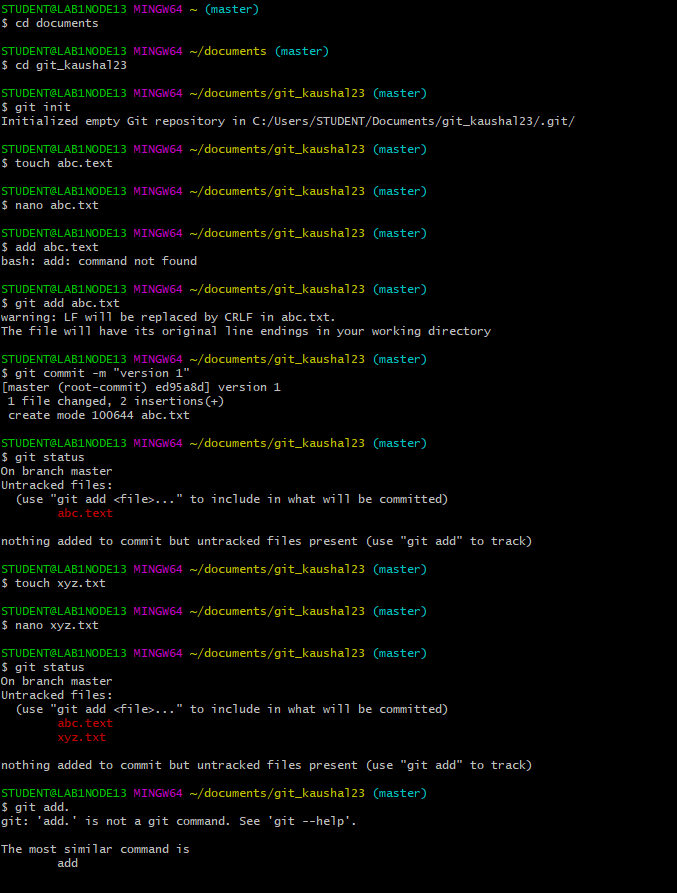 STUDENT@LAB1NODE13 MINGW64 ~ (master)
$ cd documents
STUDENT@LAB1NODE13 MINGW64 ~/documents (master)
$ cd git_kaushal23
STUDENT@LAB1NODE13 MINGW64 ~/documents/git_kaushal23 (master)
$ git init
Initialized empty Git repository in C:/Users/STUDENT/Documents/git_kaushal23/.git/
STUDENT@LAB1NODE13 MINGW64 ~/documents/git_kaushal23 (master)
$ touch abc.text
STUDENT@LAB1NODE13 MINGW64 ~/documents/git_kaushal23 (master)
$ nano abc.txt
STUDENT@LAB1NODE13 MINGW64 ~/documents/git_kaushal23 (master)
$ add abc.text
bash: add: command not found
STUDENT@LAB1NODE13 MINGW64 ~/documents/git_kaushal23 (master)
$ git add abc.txt
warning: LF will be replaced by CRLF in abc.txt.
The file will have its original line endings in your working directory
STUDENT@LAB1NODE13 MINGW64 ~/documents/git_kaushal23 (master)
$ git commit -m "version 1"
[master (root-commit) ed95a8d] version 1
 1 file changed, 2 insertions(+)
 create mode 100644 abc.txt
STUDENT@LAB1NODE13 MINGW64 ~/documents/git_kaushal23 (master)
$ git status
On branch master
Untracked files:
  (use "git add <file>..." to include in what will be committed)
        abc.text
nothing added to commit but untracked files present (use "git add" to track)
STUDENT@LAB1NODE13 MINGW64 ~/documents/git_kaushal23 (master)
$ touch xyz.txt
STUDENT@LAB1NODE13 MINGW64 ~/documents/git_kaushal23 (master)
$ nano xyz.txt
STUDENT@LAB1NODE13 MINGW64 ~/documents/git_kaushal23 (master)
$ git status
On branch master
Untracked files:
  (use "git add <file>..." to include in what will be committed)
        abc.text
        xyz.txt
nothing added to commit but untracked files present (use "git add" to track)
STUDENT@LAB1NODE13 MINGW64 ~/documents/git_kaushal23 (master)
$ git add.
git: 'add.' is not a git command. See 'git --help'.
The most similar command is
        add